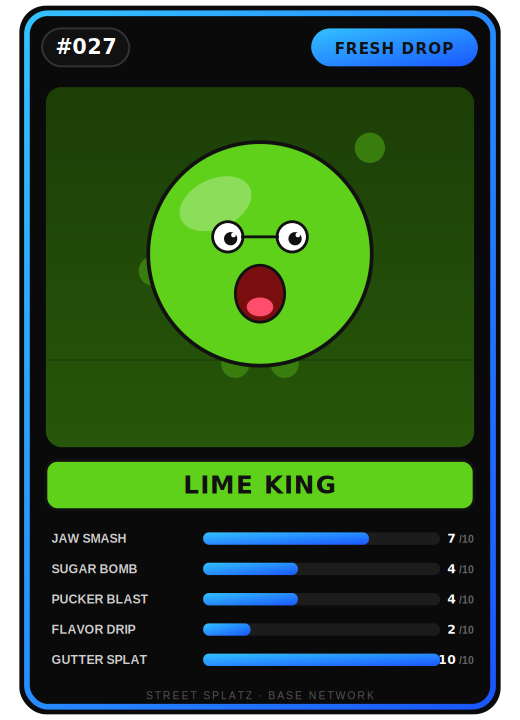 #027 FRESH DROP
LIME KING
JAW SMASH 7 /10
SUGAR BOMB 4 /10
PUCKER BLAST 4 /10
FLAVOR DRIP 2 /10
GUTTER SPLAT 10 /10
STREET SPLATZ · BASE NETWORK